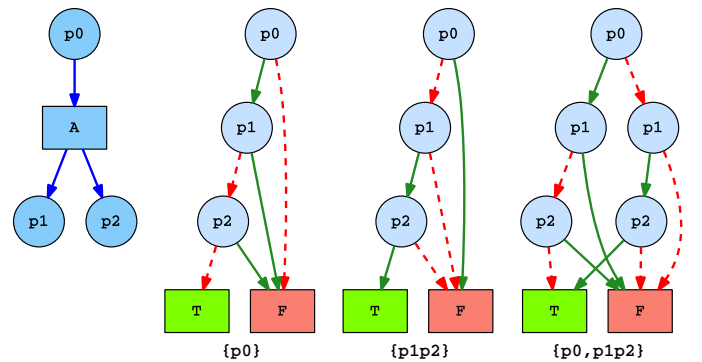 p0 p0 p0 p0
A p1 p1 p1 p1
p1 p2 p2 p2 p2 p2
T F T F T F
{p0} {p1p2} {p0,p1p2}